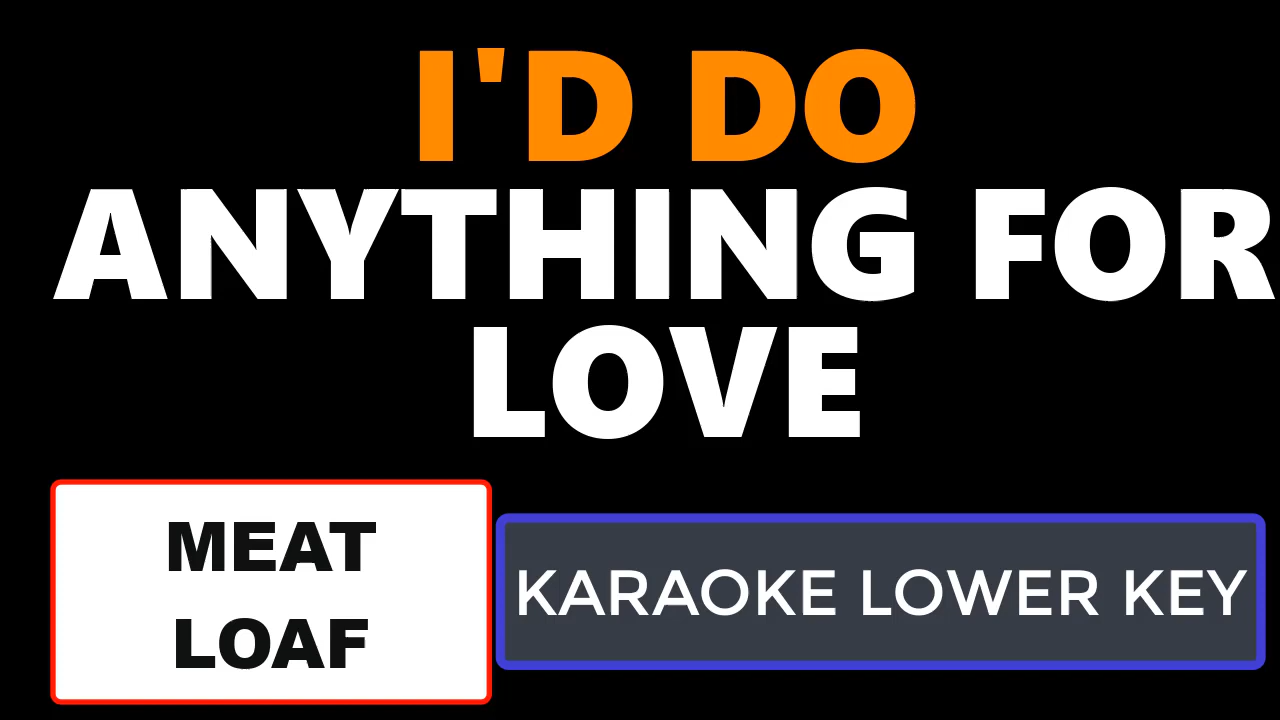 I'D DO
ANYTHING FOR
LOVE
MEAT
LOAF
KARAOKE LOWER KEY